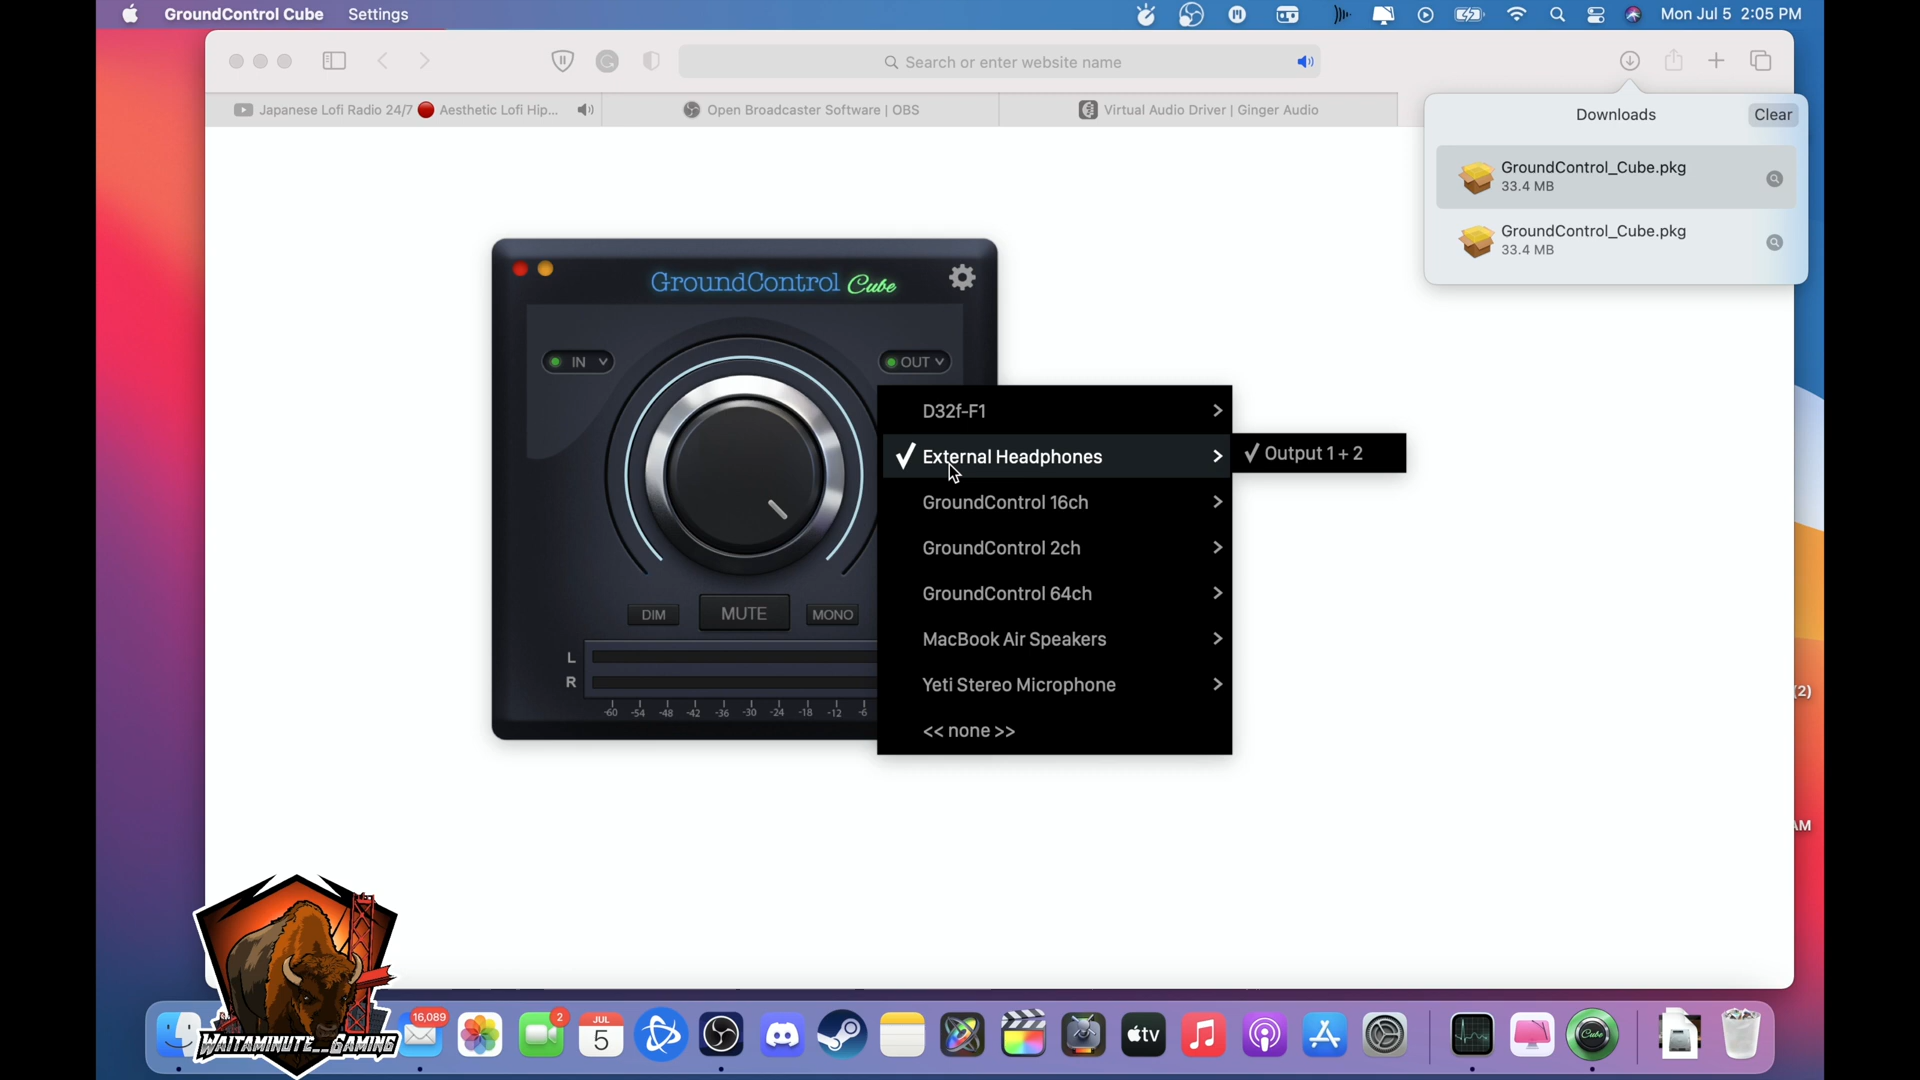 GroundControl Cube Settings
Mon Jul 5 2:05 PM
Search or enter website name
Japanese Lofi Radio 24/7 🔴 Aesthetic Lofi Hip...
Open Broadcaster Software | OBS
Virtual Audio Driver | Ginger Audio
Downloads
Clear
GroundControl_Cube.pkg
33.4 MB
GroundControl_Cube.pkg
33.4 MB
GroundControl Cube
IN
OUT
D32f-F1
✓ External Headphones
✓ Output 1 + 2
GroundControl 16ch
GroundControl 2ch
GroundControl 64ch
MacBook Air Speakers
Yeti Stereo Microphone
<< none >>
DIM
MUTE
MONO
L
R
-60 -54 -48 -42 -36 -30 -24 -18 -12 -6
(2)
AM
16,089
2
JUL
5
tv
Cube
WAITAMINUTE__GAMING